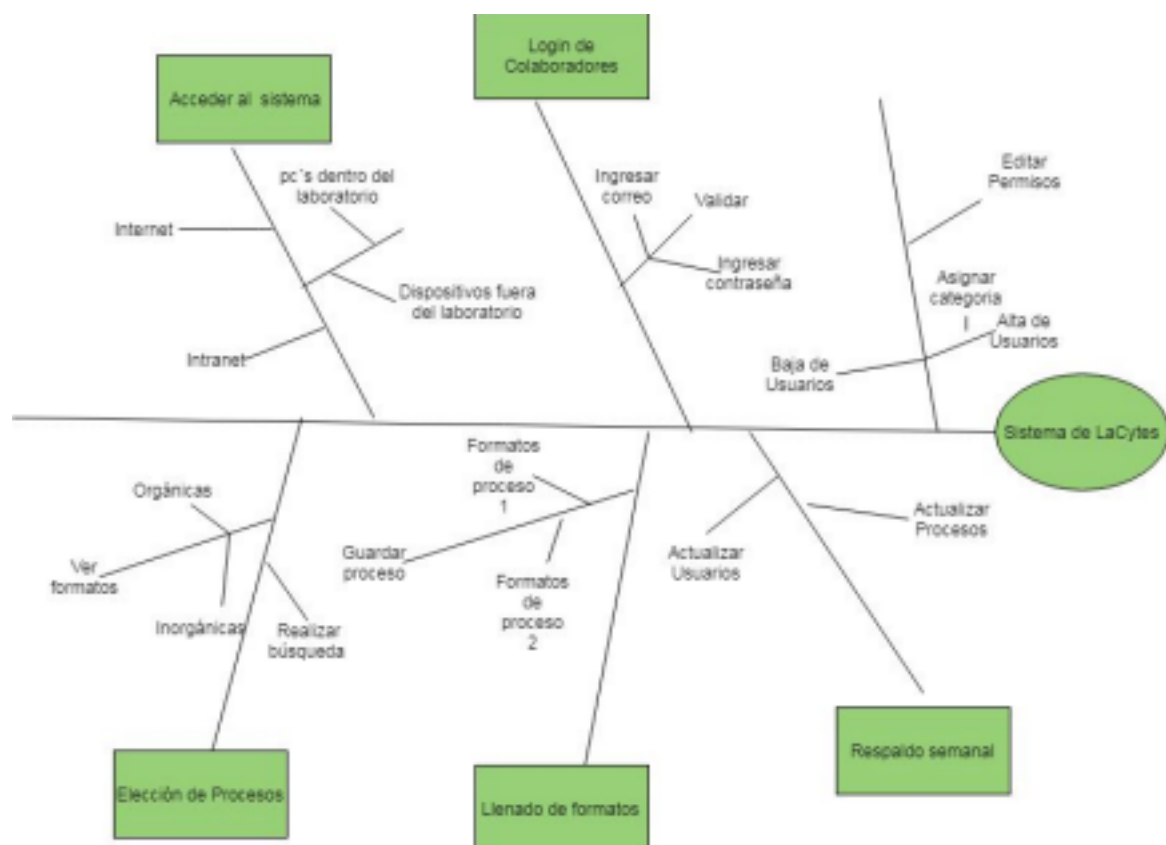 Login de
Colaboradores
Acceder al sistema
pc´s dentro del
laboratorio
Internet
Dispositivos fuera
del laboratorio
Intranet
Ingresar
correo
Validar
Ingresar
contraseña
Editar
Permisos
Asignar
categoria
Alta de
Usuarios
Baja de
Usuarios
Sistema de LaCytes
Orgánicas
Ver
formatos
Inorgánicas
Realizar
búsqueda
Formatos
de
proceso
1
Guardar
proceso
Formatos
de
proceso
2
Actualizar
Usuarios
Actualizar
Procesos
Elección de Procesos
Llenado de formatos
Respaldo semanal